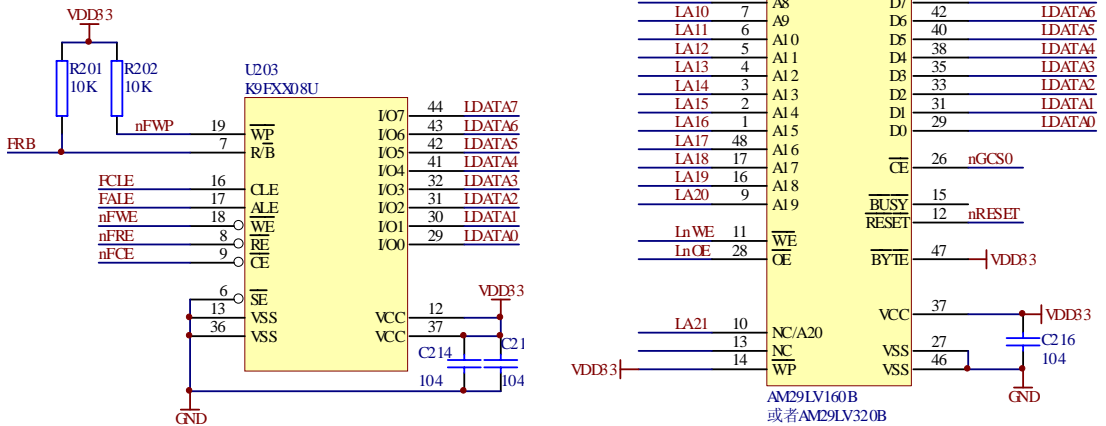 VDD33
R201
10K
R202
10K
U203
K9FXX08U
nFWP 19 WP
FRB 7 R/B
FCLE 16 CLE
FALE 17 ALE
nFWE 18 WE
nFRE 8 RE
nFCE 9 CE
6 SE
13 VSS
36 VSS
I/O7 44 LDATA7
I/O6 43 LDATA6
I/O5 42 LDATA5
I/O4 41 LDATA4
I/O3 32 LDATA3
I/O2 31 LDATA2
I/O1 30 LDATA1
I/O0 29 LDATA0
VDD33
VCC 12
VCC 37
C214
104
C21
104
GND
A8
LA10 7 A9
LA11 6 A10
LA12 5 A11
LA13 4 A12
LA14 3 A13
LA15 2 A14
LA16 1 A15
LA17 48 A16
LA18 17 A17
LA19 16 A18
LA20 9 A19
LnWE 11 WE
LnOE 28 OE
LA21 10 NC/A20
13 NC
VDD33 14 WP
D7
D6 42 LDATA6
D5 40 LDATA5
D4 38 LDATA4
D3 35 LDATA3
D2 33 LDATA2
D1 31 LDATA1
D0 29 LDATA0
CE 26 nGCS0
BUSY 15
RESET 12 nRESET
BYTE 47 VDD33
VCC 37 VDD33
VSS 27
VSS 46
C216
104
GND
AM29LV160B
或者AM29LV320B